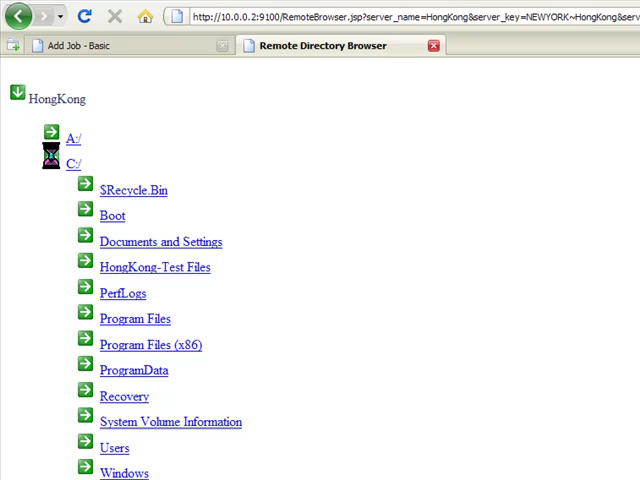 http://10.0.0.2:9100/RemoteBrowser.jsp?server_name=HongKong&server_key=NEWYORK~HongKong&serv
Add Job - Basic
Remote Directory Browser
HongKong
A:/
C:/
$Recycle.Bin
Boot
Documents and Settings
HongKong-Test Files
PerfLogs
Program Files
Program Files (x86)
ProgramData
Recovery
System Volume Information
Users
Windows